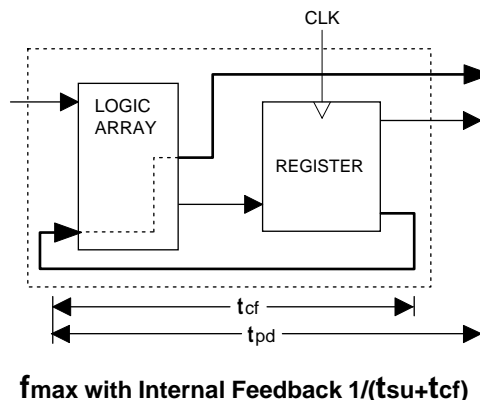 CLK
LOGIC
ARRAY
REGISTER
tcf
tpd
fmax with Internal Feedback 1/(tsu+tcf)